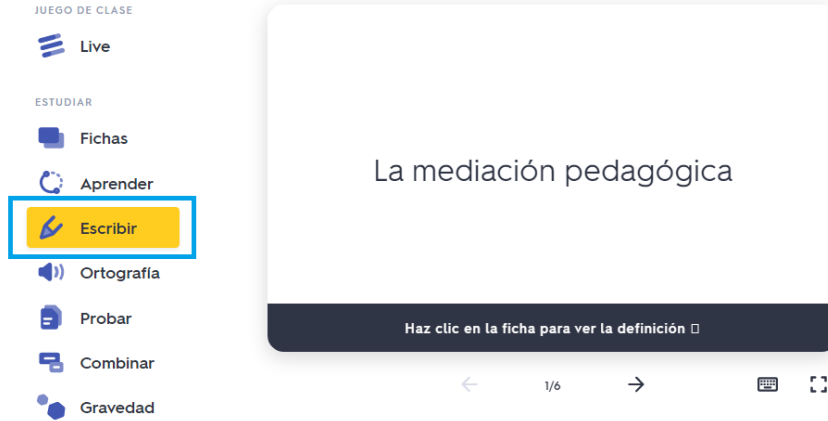 JUEGO DE CLASE
Live
ESTUDIAR
Fichas
Aprender
Escribir
Ortografía
Probar
Combinar
Gravedad
La mediación pedagógica
Haz clic en la ficha para ver la definición
1/6